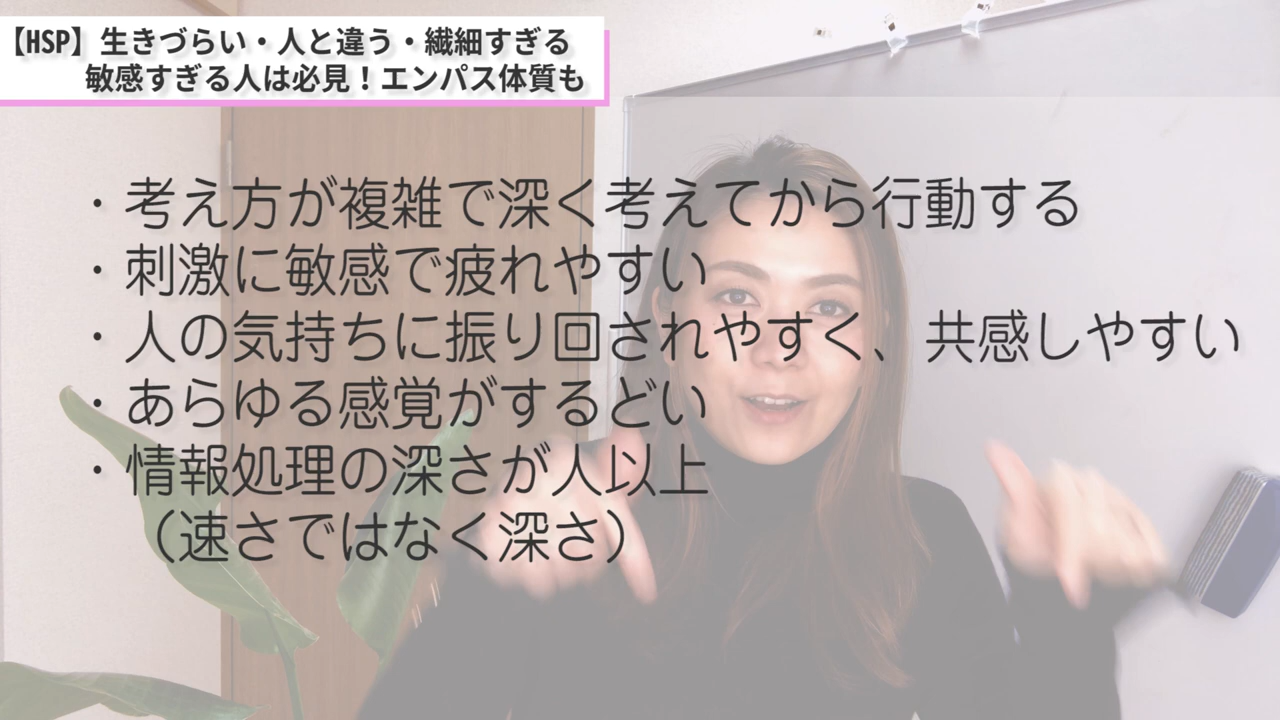 【HSP】生きづらい・人と違う・繊細すぎる
敏感すぎる人は必見！エンパス体質も
・考え方が複雑で深く考えてから行動する
・刺激に敏感で疲れやすい
・人の気持ちに振り回されやすく、共感しやすい
・あらゆる感覚がするどい
・情報処理の深さが人以上
（速さではなく深さ）